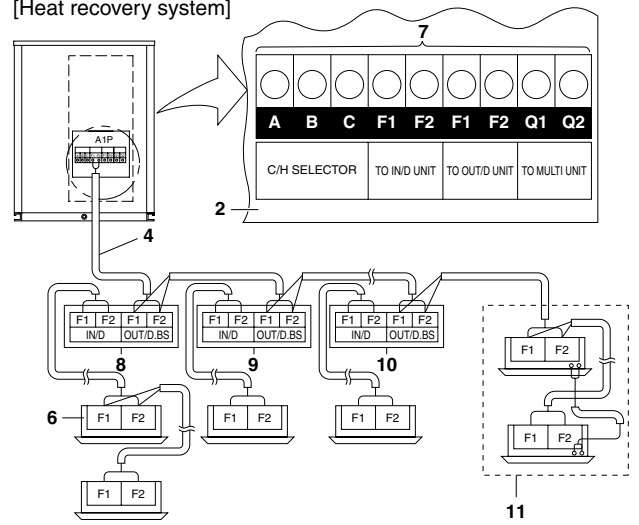 [Heat recovery system]
7
A1P
A B C F1 F2 F1 F2 Q1 Q2
C/H SELECTOR TO IN/D UNIT TO OUT/D UNIT TO MULTI UNIT
2
4
F1 F2 F1 F2 F1 F2 F1 F2 F1 F2 F1 F2
IN/D OUT/D.BS IN/D OUT/D.BS IN/D OUT/D.BS
F1 F2
8 9 10
6 F1 F2 F1 F2 F1 F2
F1 F2
F1 F2
11